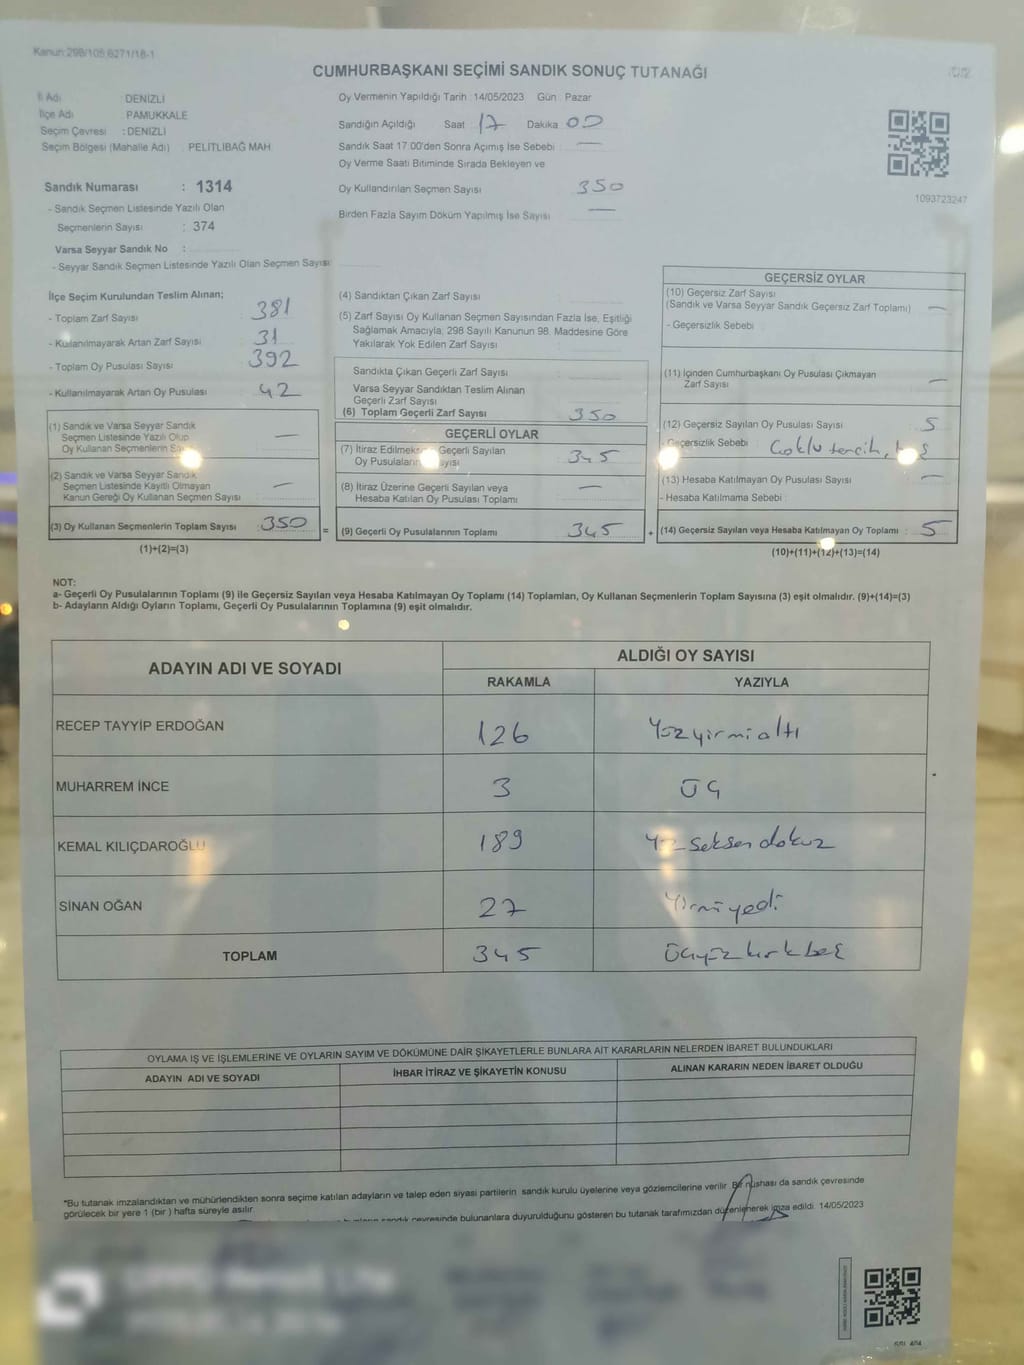 Kanun:298/105,6271/18-1
CUMHURBAŞKANI SEÇİMİ SANDIK SONUÇ TUTANAĞI
İl Adı DENİZLİ
İlçe Adı PAMUKKALE
Seçim Çevresi : DENİZLİ
Seçim Bölgesi (Mahalle Adı) : PELİTLİBAĞ MAH
Sandık Numarası : 1314
- Sandık Seçmen Listesinde Yazılı Olan
Seçmenlerin Sayısı : 374
Varsa Seyyar Sandık No :
- Seyyar Sandık Seçmen Listesinde Yazılı Olan Seçmen Sayısı
Oy Vermenin Yapıldığı Tarih : 14/05/2023 Gün : Pazar
Sandığın Açıldığı Saat 17 Dakika 00
Sandık Saat 17:00'den Sonra Açımış İse Sebebi : —
Oy Verme Saati Bitiminde Sırada Bekleyen ve
Oy Kullandırılan Seçmen Sayısı 350
Birden Fazla Sayım Döküm Yapılmış İse Sayısı —
1093723247
İlçe Seçim Kurulundan Teslim Alınan;
- Toplam Zarf Sayısı 381
- Kullanılmayarak Artan Zarf Sayısı 31
- Toplam Oy Pusulası Sayısı 392
- Kullanılmayarak Artan Oy Pusulası 42
(1) Sandık ve Varsa Seyyar Sandık
Seçmen Listesinde Yazılı Olup
Oy Kullanan Seçmenlerin —
(2) Sandık ve Varsa Seyyar Sandık
Seçmen Listesinde Kayıtlı Olmayan
Kanun Gereği Oy Kullanan Seçmen Sayısı —
(3) Oy Kullanan Seçmenlerin Toplam Sayısı : 350 =
(1)+(2)=(3)
(4) Sandıktan Çıkan Zarf Sayısı
(5) Zarf Sayısı Oy Kullanan Seçmen Sayısından Fazla İse, Eşitliği
Sağlamak Amacıyla; 298 Sayılı Kanunun 98. Maddesine Göre
Yakılarak Yok Edilen Zarf Sayısı
Sandıkta Çıkan Geçerli Zarf Sayısı
Varsa Seyyar Sandıktan Teslim Alınan
Geçerli Zarf Sayısı
(6) Toplam Geçerli Zarf Sayısı 350
GEÇERLİ OYLAR
(7) İtiraz Edilmeksizin Geçerli Sayılan
Oy Pusulalarının Sayısı 345
(8) İtiraz Üzerine Geçerli Sayılan veya
Hesaba Katılan Oy Pusulası Toplamı —
(9) Geçerli Oy Pusulalarının Toplamı 345 +
GEÇERSİZ OYLAR
(10) Geçersiz Zarf Sayısı
(Sandık ve Varsa Seyyar Sandık Geçersiz Zarf Toplamı) —
- Geçersizlik Sebebi
(11) İçinden Cumhurbaşkanı Oy Pusulası Çıkmayan
Zarf Sayısı —
(12) Geçersiz Sayılan Oy Pusulası Sayısı 5
- Geçersizlik Sebebi Çoklu tercih,
(13) Hesaba Katılmayan Oy Pusulası Sayısı —
- Hesaba Katılmama Sebebi :
(14) Geçersiz Sayılan veya Hesaba Katılmayan Oy Toplamı : 5
(10)+(11)+(12)+(13)=(14)
NOT:
a- Geçerli Oy Pusulalarının Toplamı (9) ile Geçersiz Sayılan veya Hesaba Katılmayan Oy Toplamı (14) Toplamları, Oy Kullanan Seçmenlerin Toplam Sayısına (3) eşit olmalıdır. (9)+(14)=(3)
b- Adayların Aldığı Oyların Toplamı, Geçerli Oy Pusulalarının Toplamına (9) eşit olmalıdır.
ADAYIN ADI VE SOYADI ALDIĞI OY SAYISI
RAKAMLA YAZIYLA
RECEP TAYYİP ERDOĞAN 126 Yüzyirmialtı
MUHARREM İNCE 3 ÜÇ
KEMAL KILIÇDAROĞLU 189 Yüz seksen dokuz
SİNAN OĞAN 27 Yirmiyedi
TOPLAM 345 Üçyüzkırkbeş
OYLAMA İŞ VE İŞLEMLERİNE VE OYLARIN SAYIM VE DÖKÜMÜNE DAİR ŞİKAYETLERLE BUNLARA AİT KARARLARIN NELERDEN İBARET BULUNDUKLARI
ADAYIN ADI VE SOYADI İHBAR İTİRAZ VE ŞİKAYETİN KONUSU ALINAN KARARIN NEDEN İBARET OLDUĞU
"Bu tutanak imzalandıktan ve mühürlendikten sonra seçime katılan adayların ve talep eden siyasi partilerin sandık kurulu üyelerine veya gözlemcilerine verilir. Bir nüshası da sandık çevresinde
görülecek bir yere 1 (bir ) hafta süreyle asılır.
sandık çevresinde bulunanlara duyurulduğunu gösteren bu tutanak tarafımızdan düzenlenerek imza edildi. 14/05/2023